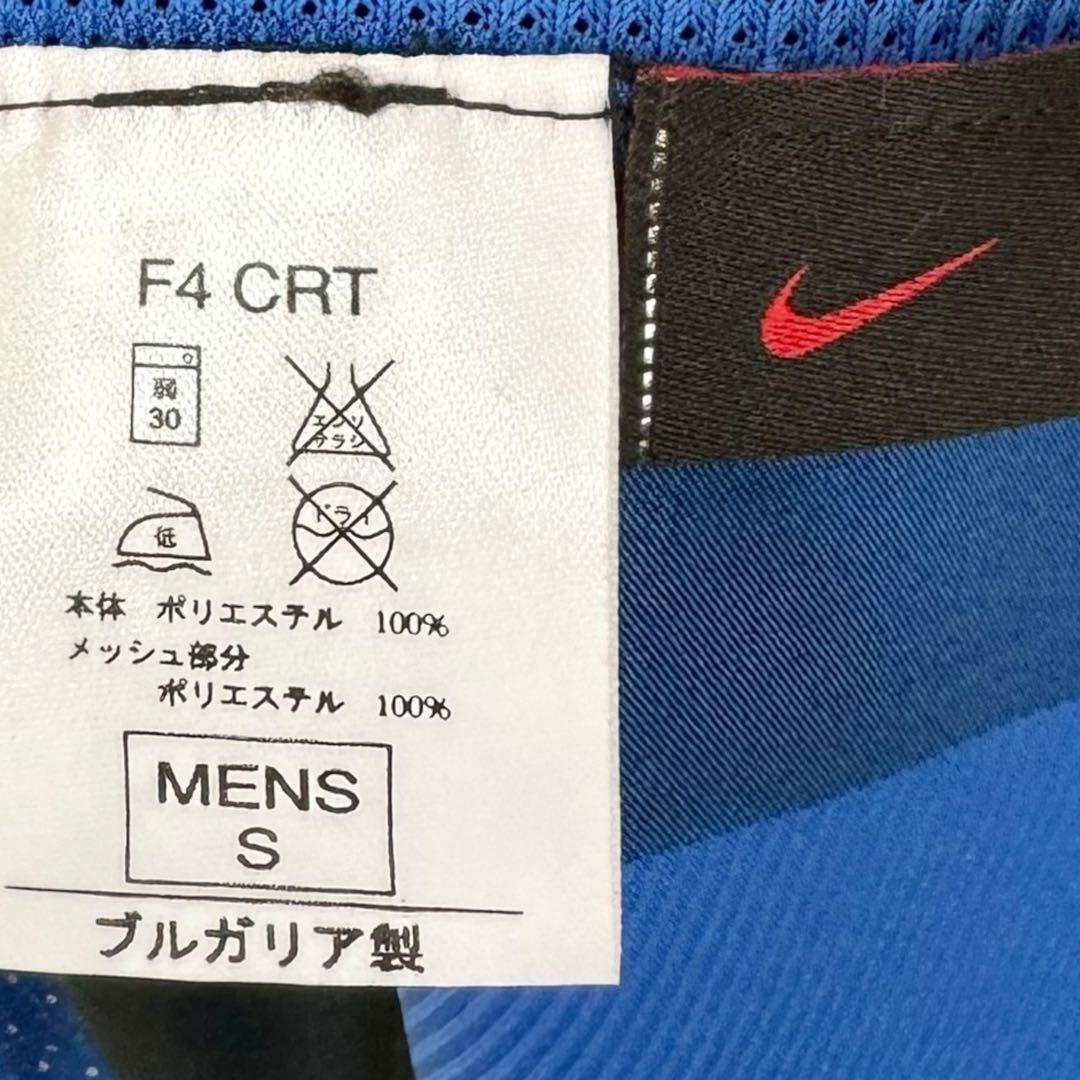 F4 CRT
弱
30
エンソ
サラシ
低
ドライ
本体 ポリエステル 100%
メッシュ部分
ポリエステル 100%
MENS
S
ブルガリア製